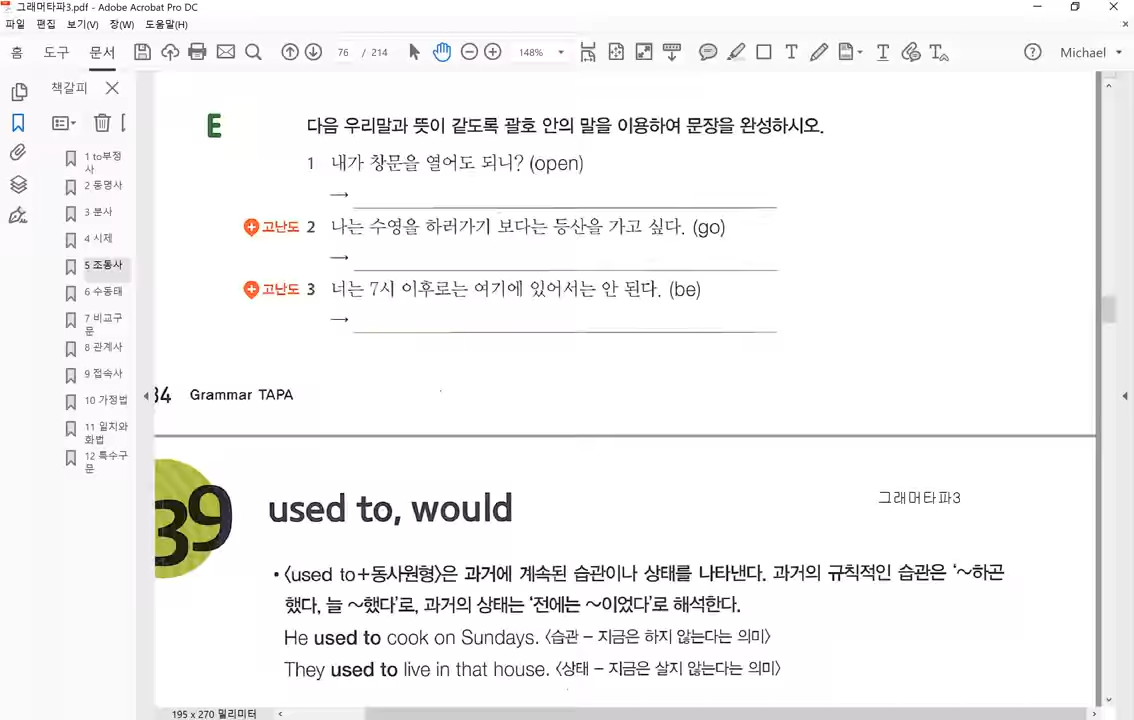 그래머타파3.pdf - Adobe Acrobat Pro DC
파일 편집 보기(V) 창(W) 도움말(H)
홈 도구 문서 76 / 214 148% Michael
책갈피
1 to부정사
2 동명사
3 분사
4 시제
5 조동사
6 수동태
7 비교구문
8 관계사
9 접속사
10 가정법
11 일치와 화법
12 특수구문
E 다음 우리말과 뜻이 같도록 괄호 안의 말을 이용하여 문장을 완성하시오.
1 내가 창문을 열어도 되니? (open)
→
고난도 2 나는 수영을 하러가기 보다는 등산을 가고 싶다. (go)
→
고난도 3 너는 7시 이후로는 여기에 있어서는 안 된다. (be)
→
34 Grammar TAPA
39 used to, would 그래머타파3
• 〈used to+동사원형〉은 과거에 계속된 습관이나 상태를 나타낸다. 과거의 규칙적인 습관은 ‘~하곤
했다, 늘 ~했다’로, 과거의 상태는 ‘전에는 ~이었다’로 해석한다.
He used to cook on Sundays. 〈습관 – 지금은 하지 않는다는 의미〉
They used to live in that house. 〈상태 – 지금은 살지 않는다는 의미〉
195 x 270 밀리미터